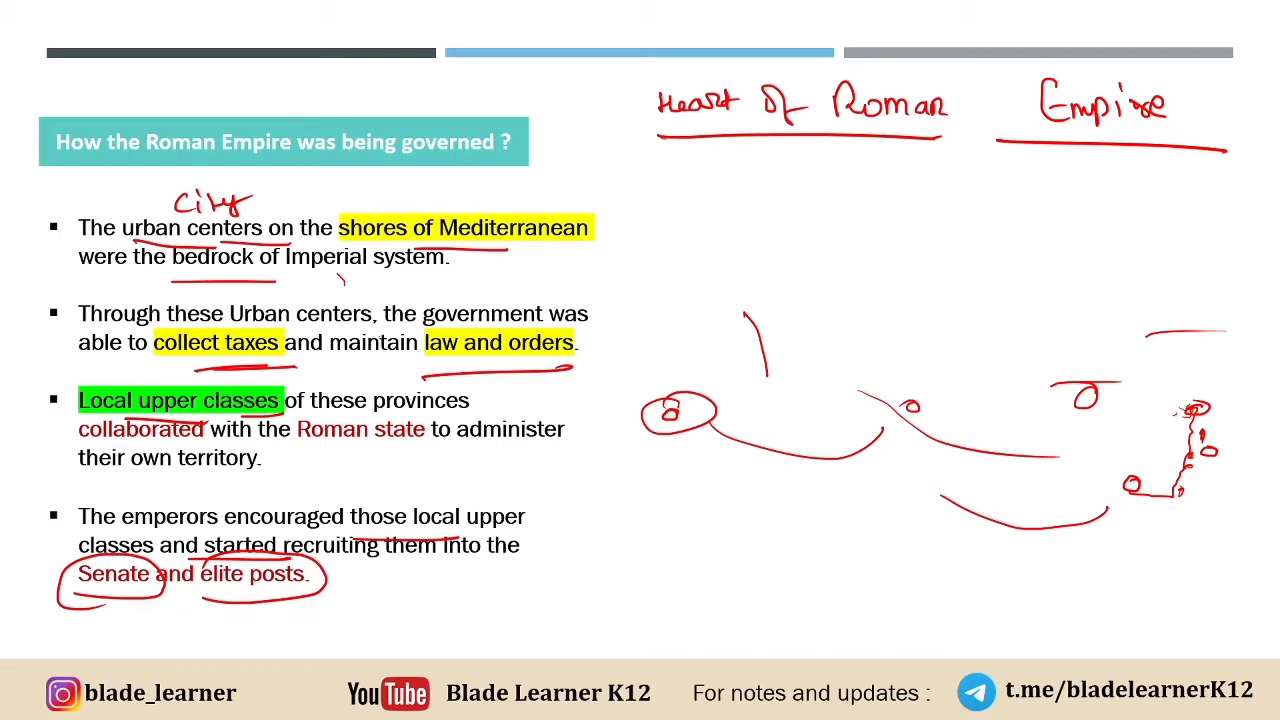 Heart of Roman Empire
How the Roman Empire was being governed ?
City
▪ The urban centers on the shores of Mediterranean
were the bedrock of Imperial system.
▪ Through these Urban centers, the government was
able to collect taxes and maintain law and orders.
▪ Local upper classes of these provinces
collaborated with the Roman state to administer
their own territory.
▪ The emperors encouraged those local upper
classes and started recruiting them into the
Senate and elite posts.
blade_learner
YouTube Blade Learner K12
For notes and updates :
t.me/bladelearnerK12